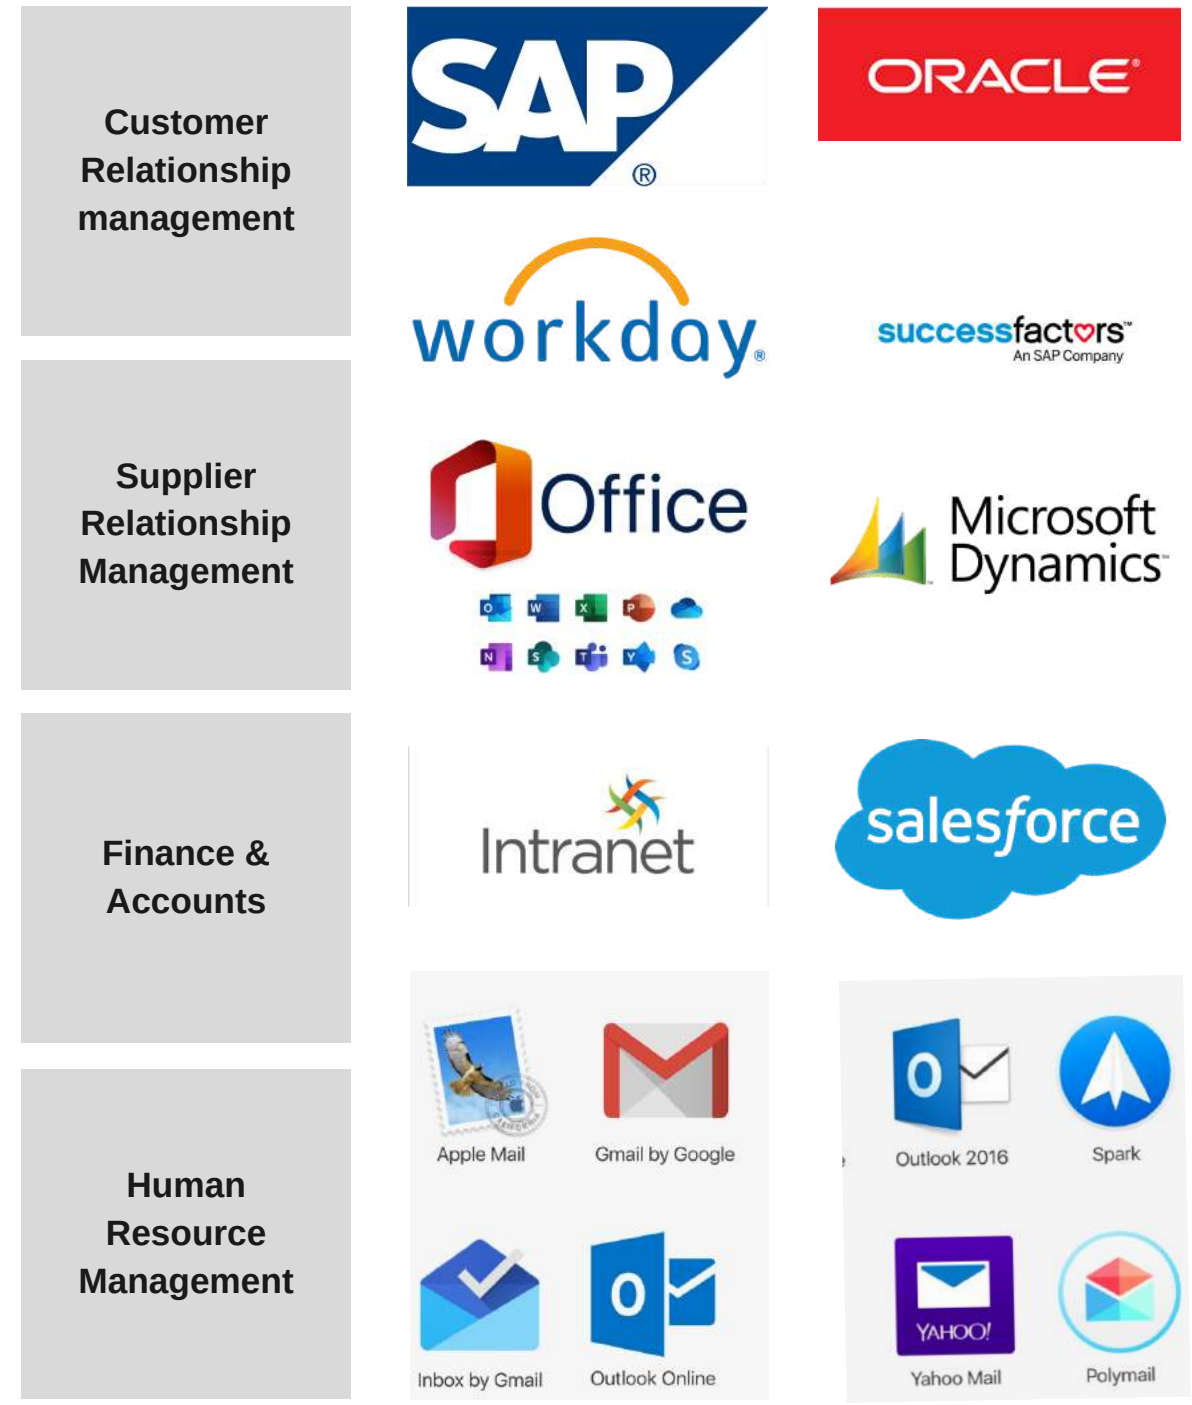 Customer
Relationship
management
Supplier
Relationship
Management
Finance &
Accounts
Human
Resource
Management
SAP
®
ORACLE®
workday®
successfactors™
An SAP Company
Office
O W X P
N S T Y S
Microsoft
Dynamics
Intranet
salesforce
Apple Mail
Gmail by Google
O
Inbox by Gmail
Outlook Online
O
Outlook 2016
Spark
YAHOO!
Yahoo Mail
Polymail